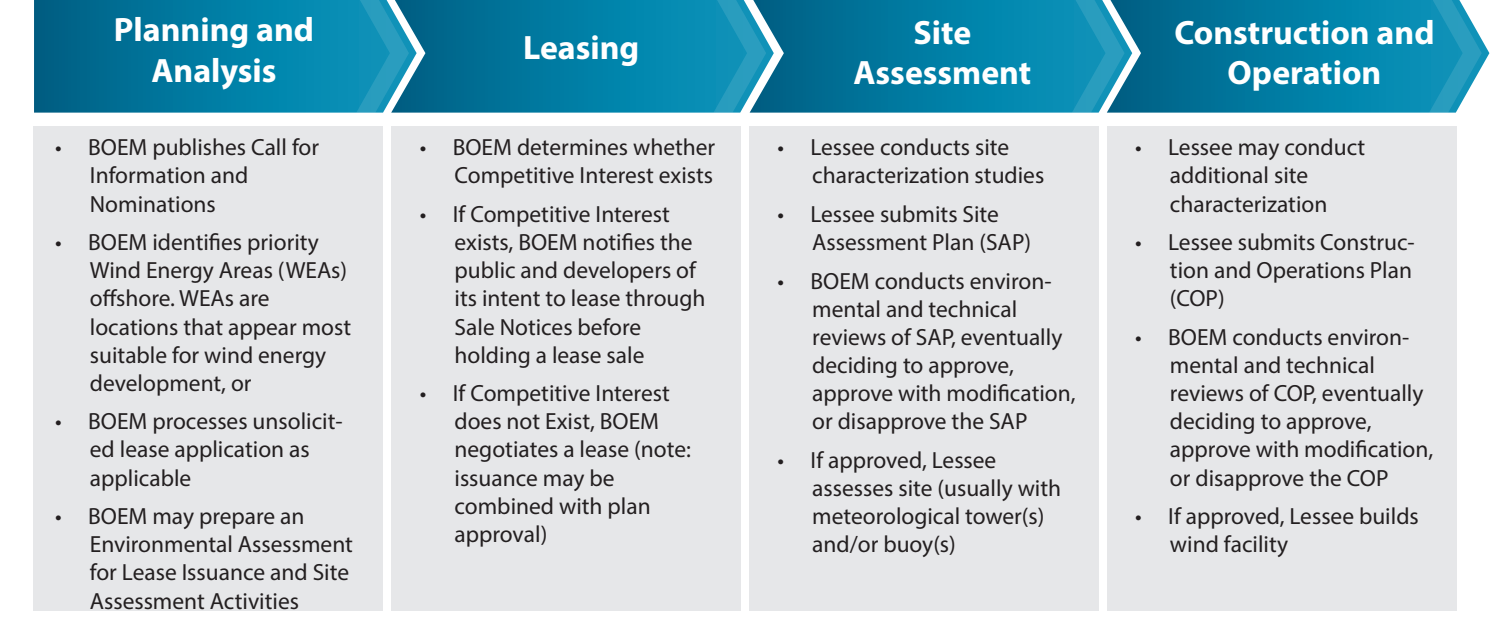 Planning and
Analysis
• BOEM publishes Call for
Information and
Nominations
• BOEM identifies priority
Wind Energy Areas (WEAs)
offshore. WEAs are
locations that appear most
suitable for wind energy
development, or
• BOEM processes unsolicit-
ed lease application as
applicable
• BOEM may prepare an
Environmental Assessment
for Lease Issuance and Site
Assessment Activities
Leasing
• BOEM determines whether
Competitive Interest exists
• If Competitive Interest
exists, BOEM notifies the
public and developers of
its intent to lease through
Sale Notices before
holding a lease sale
• If Competitive Interest
does not Exist, BOEM
negotiates a lease (note:
issuance may be
combined with plan
approval)
Site
Assessment
• Lessee conducts site
characterization studies
• Lessee submits Site
Assessment Plan (SAP)
• BOEM conducts environ-
mental and technical
reviews of SAP, eventually
deciding to approve,
approve with modification,
or disapprove the SAP
• If approved, Lessee
assesses site (usually with
meteorological tower(s)
and/or buoy(s)
Construction and
Operation
• Lessee may conduct
additional site
characterization
• Lessee submits Construc-
tion and Operations Plan
(COP)
• BOEM conducts environ-
mental and technical
reviews of COP, eventually
deciding to approve,
approve with modification,
or disapprove the COP
• If approved, Lessee builds
wind facility